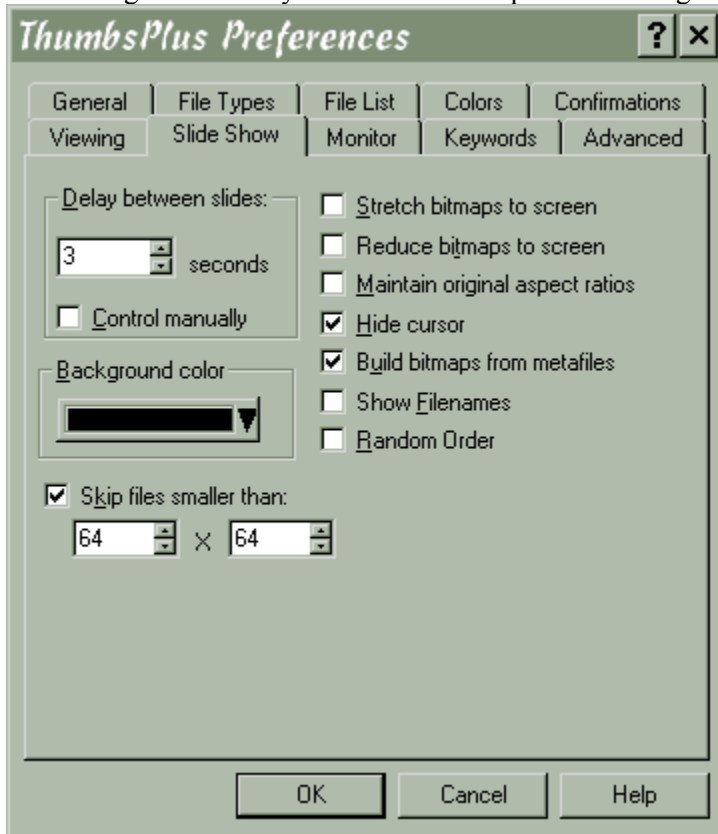 ThumbsPlus Preferences
General File Types File List Colors Confirmations
Viewing Slide Show Monitor Keywords Advanced
Delay between slides:
3 seconds
Control manually
Background color
Skip files smaller than:
64 X 64
Stretch bitmaps to screen
Reduce bitmaps to screen
Maintain original aspect ratios
Hide cursor
Build bitmaps from metafiles
Show Filenames
Random Order
OK Cancel Help